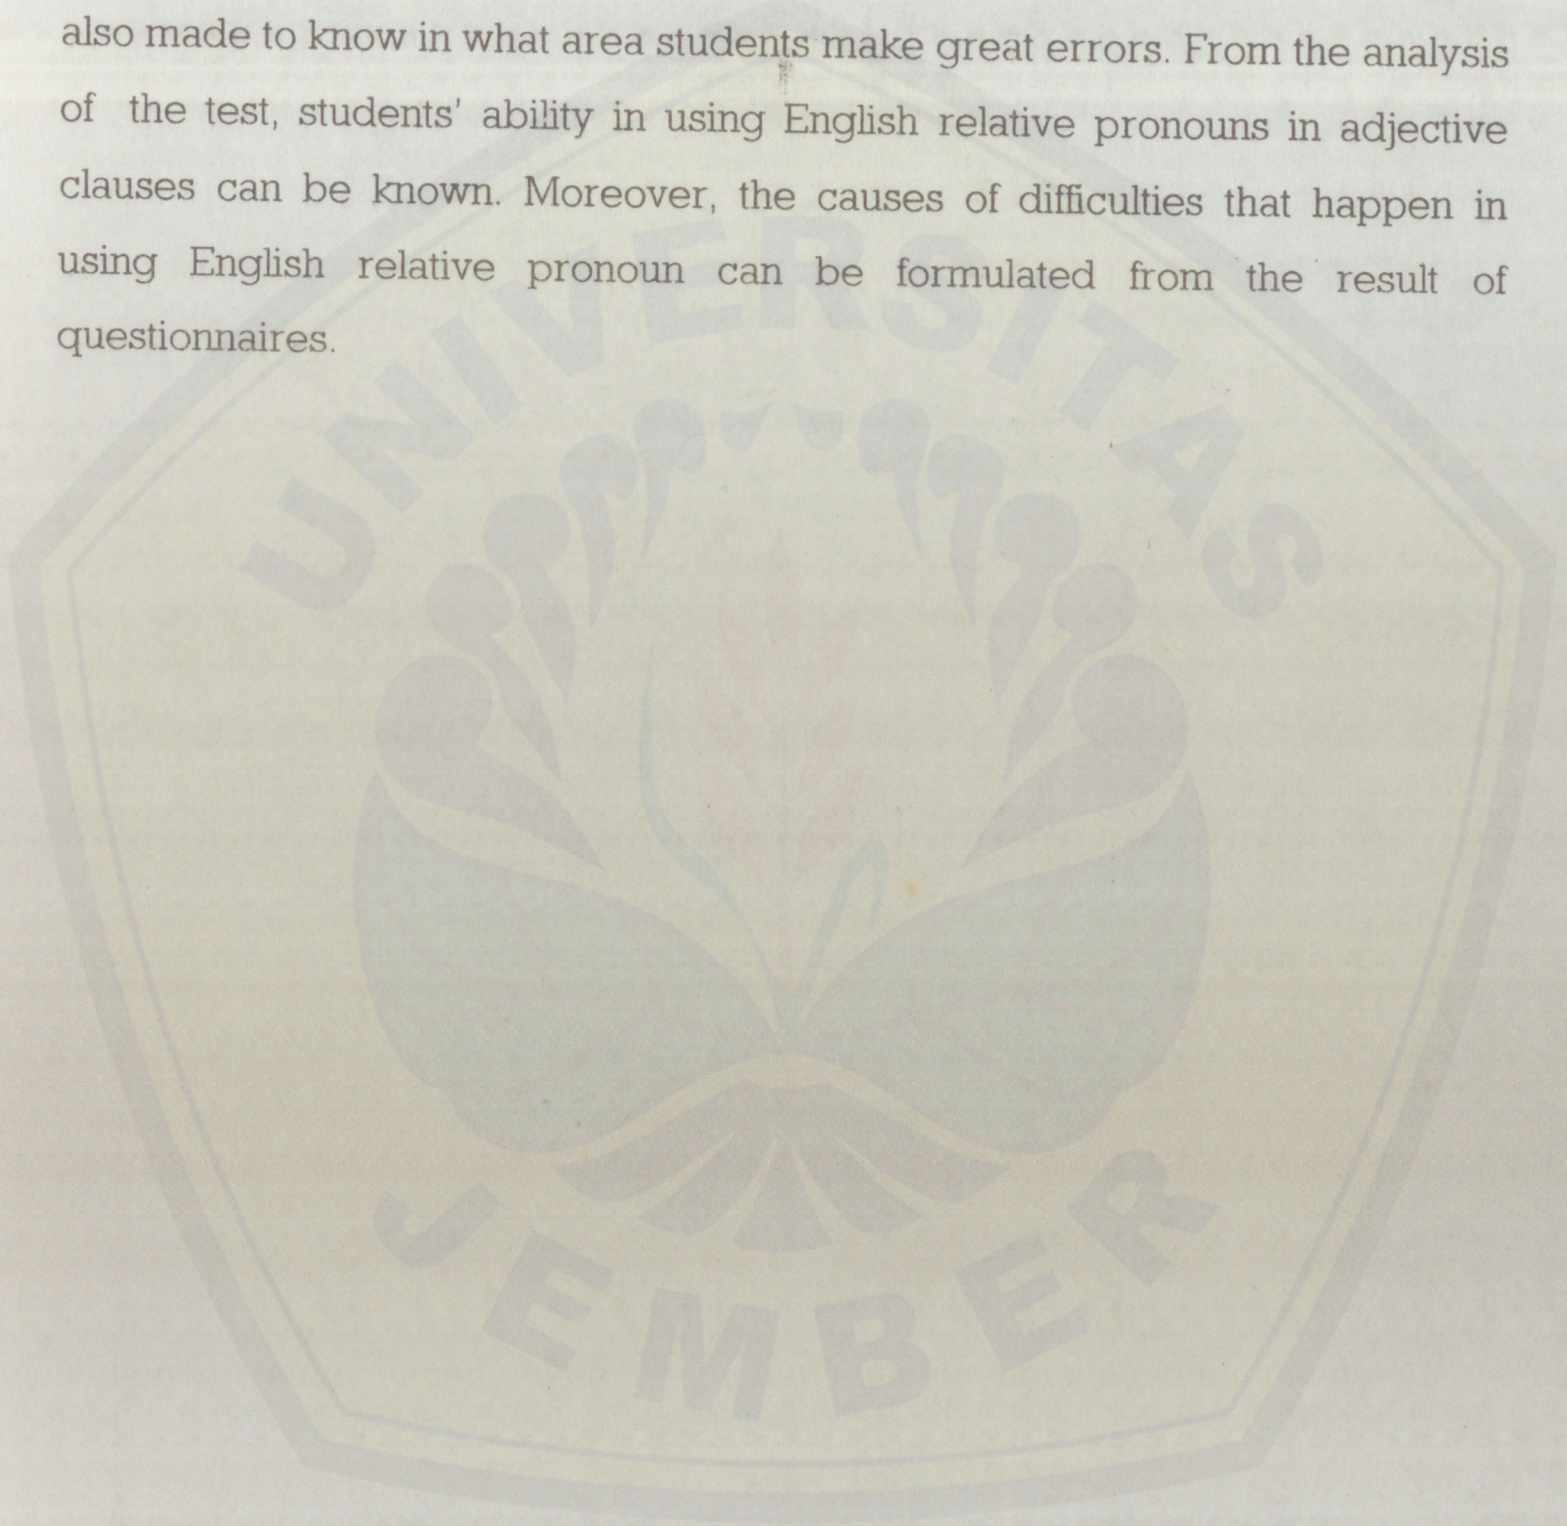 also made to know in what area students make great errors. From the analysis
of the test, students' ability in using English relative pronouns in adjective
clauses can be known. Moreover, the causes of difficulties that happen in
using English relative pronoun can be formulated from the result of
questionnaires.
UNIVERSITAS
JEMBER